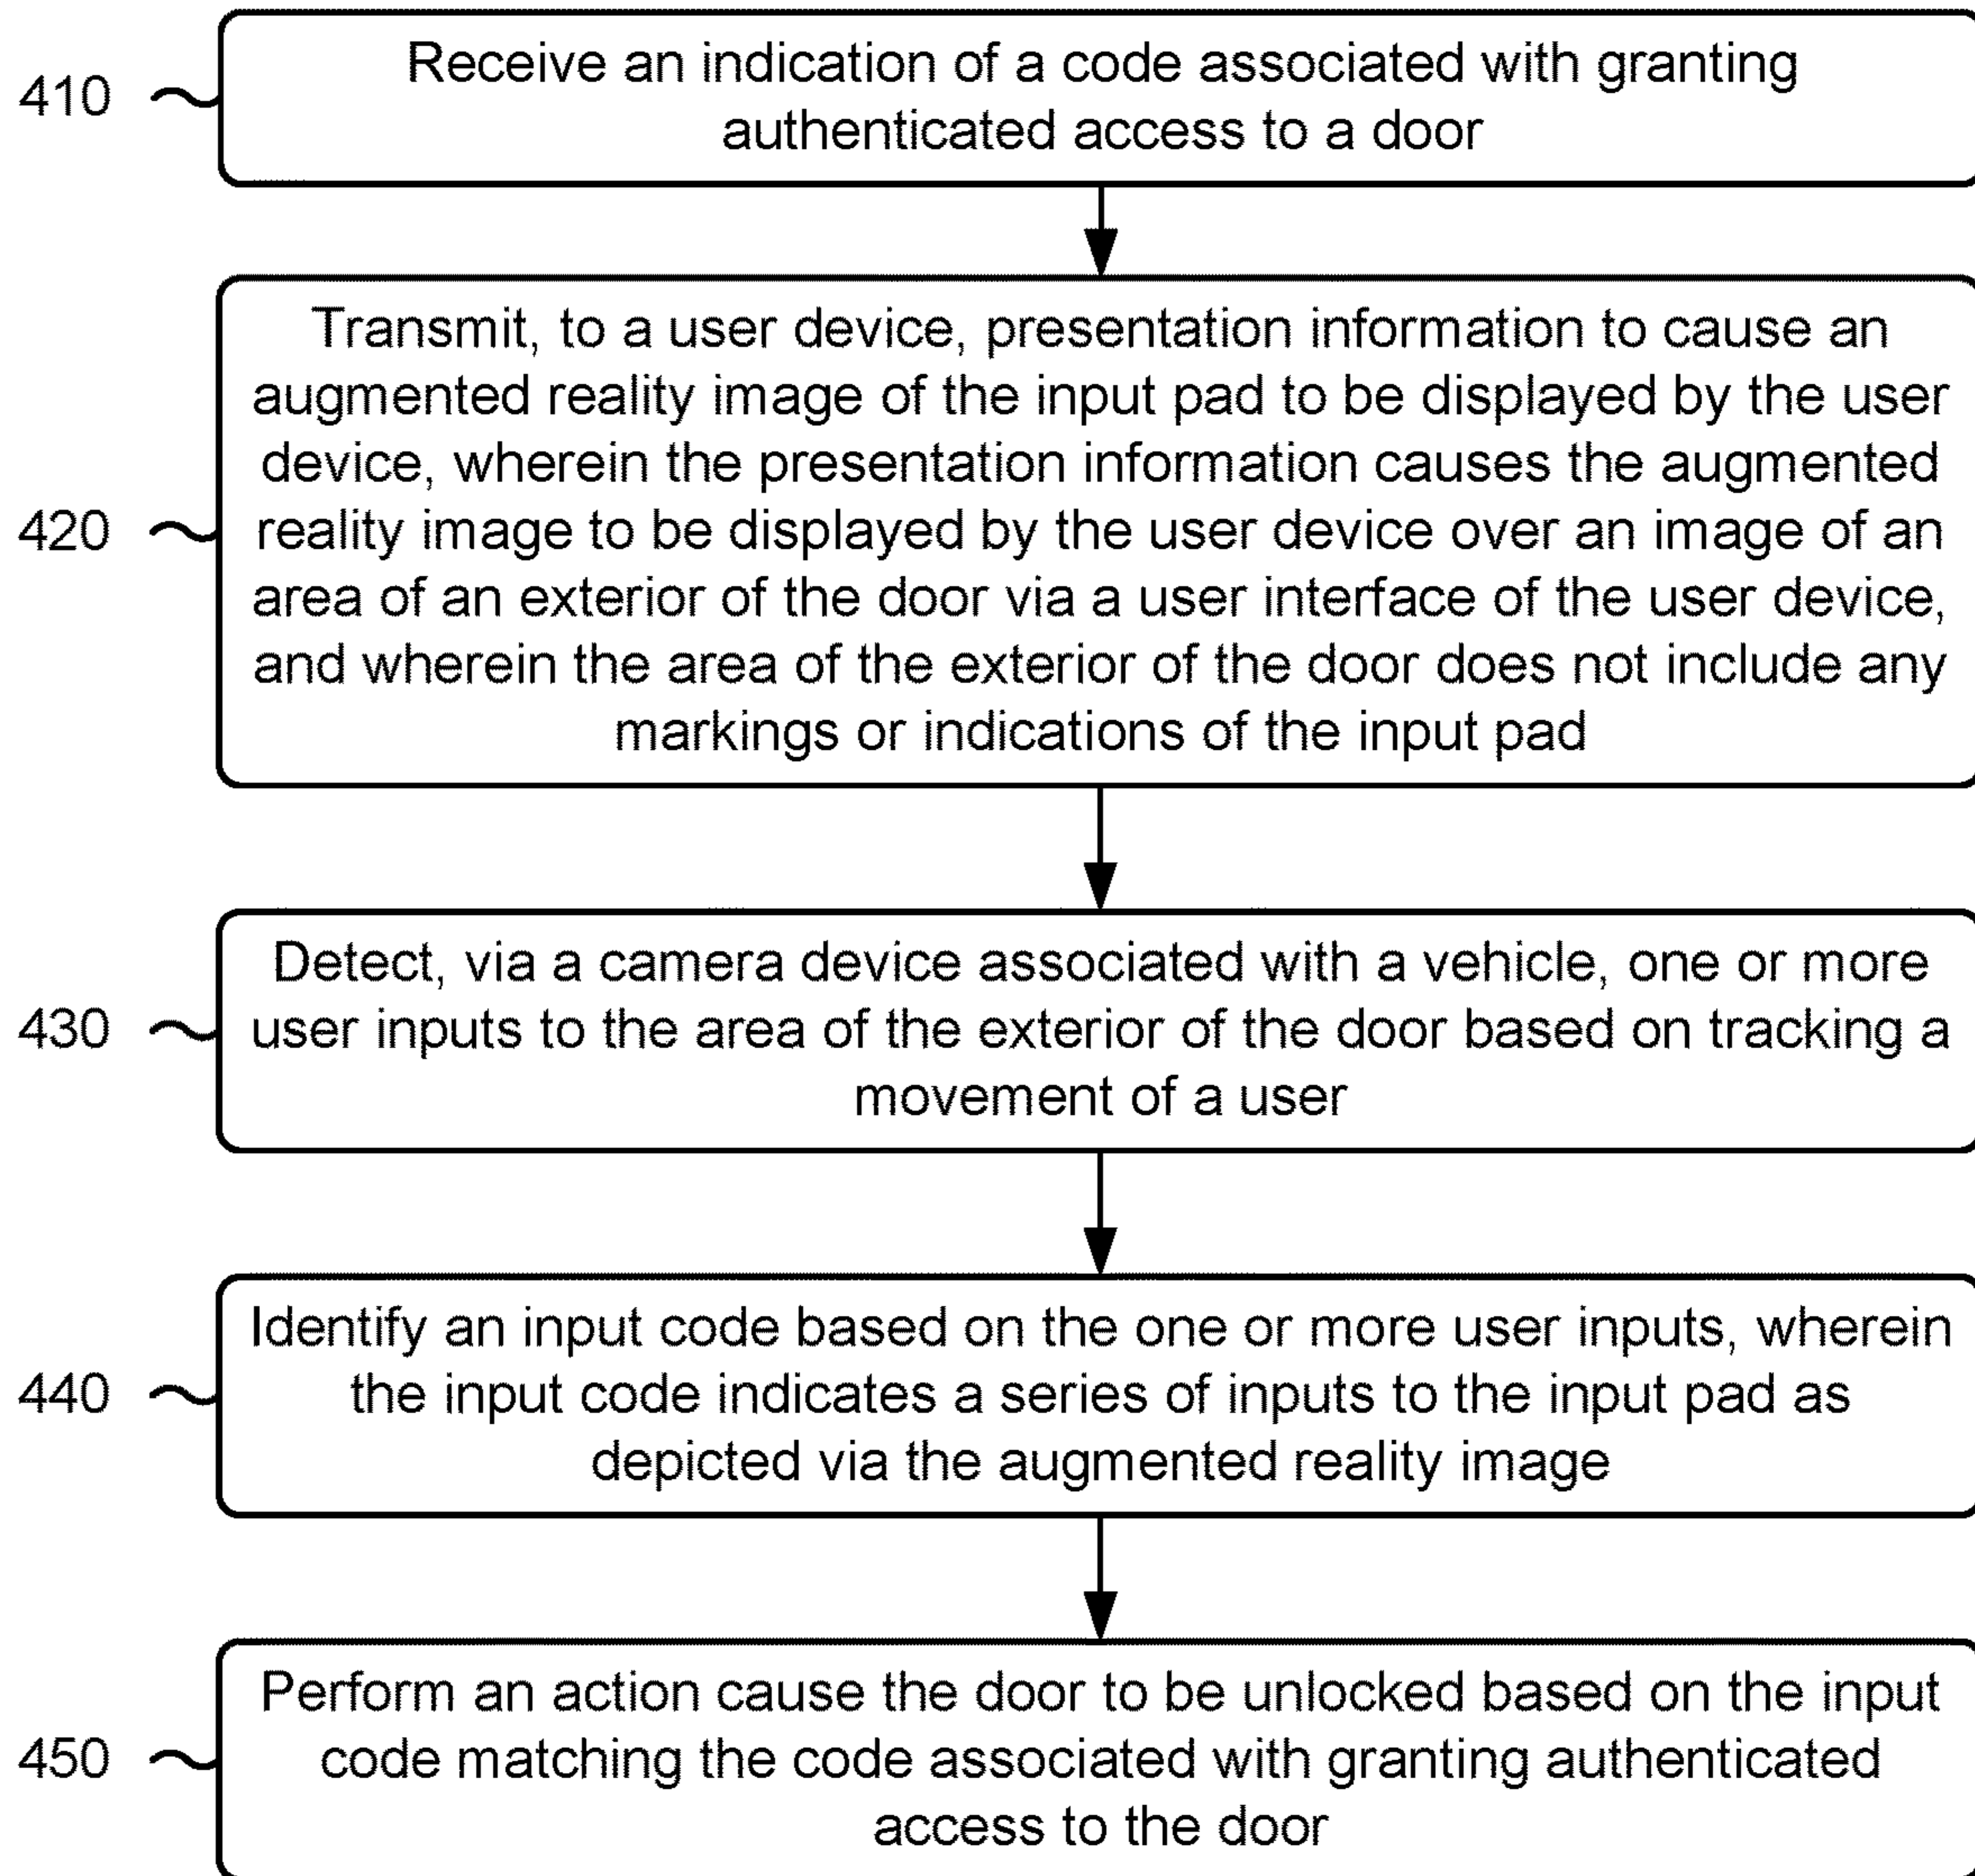 410
Receive an indication of a code associated with granting
authenticated access to a door
420
Transmit, to a user device, presentation information to cause an
augmented reality image of the input pad to be displayed by the user
device, wherein the presentation information causes the augmented
reality image to be displayed by the user device over an image of an
area of an exterior of the door via a user interface of the user device,
and wherein the area of the exterior of the door does not include any
markings or indications of the input pad
430
Detect, via a camera device associated with a vehicle, one or more
user inputs to the area of the exterior of the door based on tracking a
movement of a user
440
Identify an input code based on the one or more user inputs, wherein
the input code indicates a series of inputs to the input pad as
depicted via the augmented reality image
450
Perform an action cause the door to be unlocked based on the input
code matching the code associated with granting authenticated
access to the door